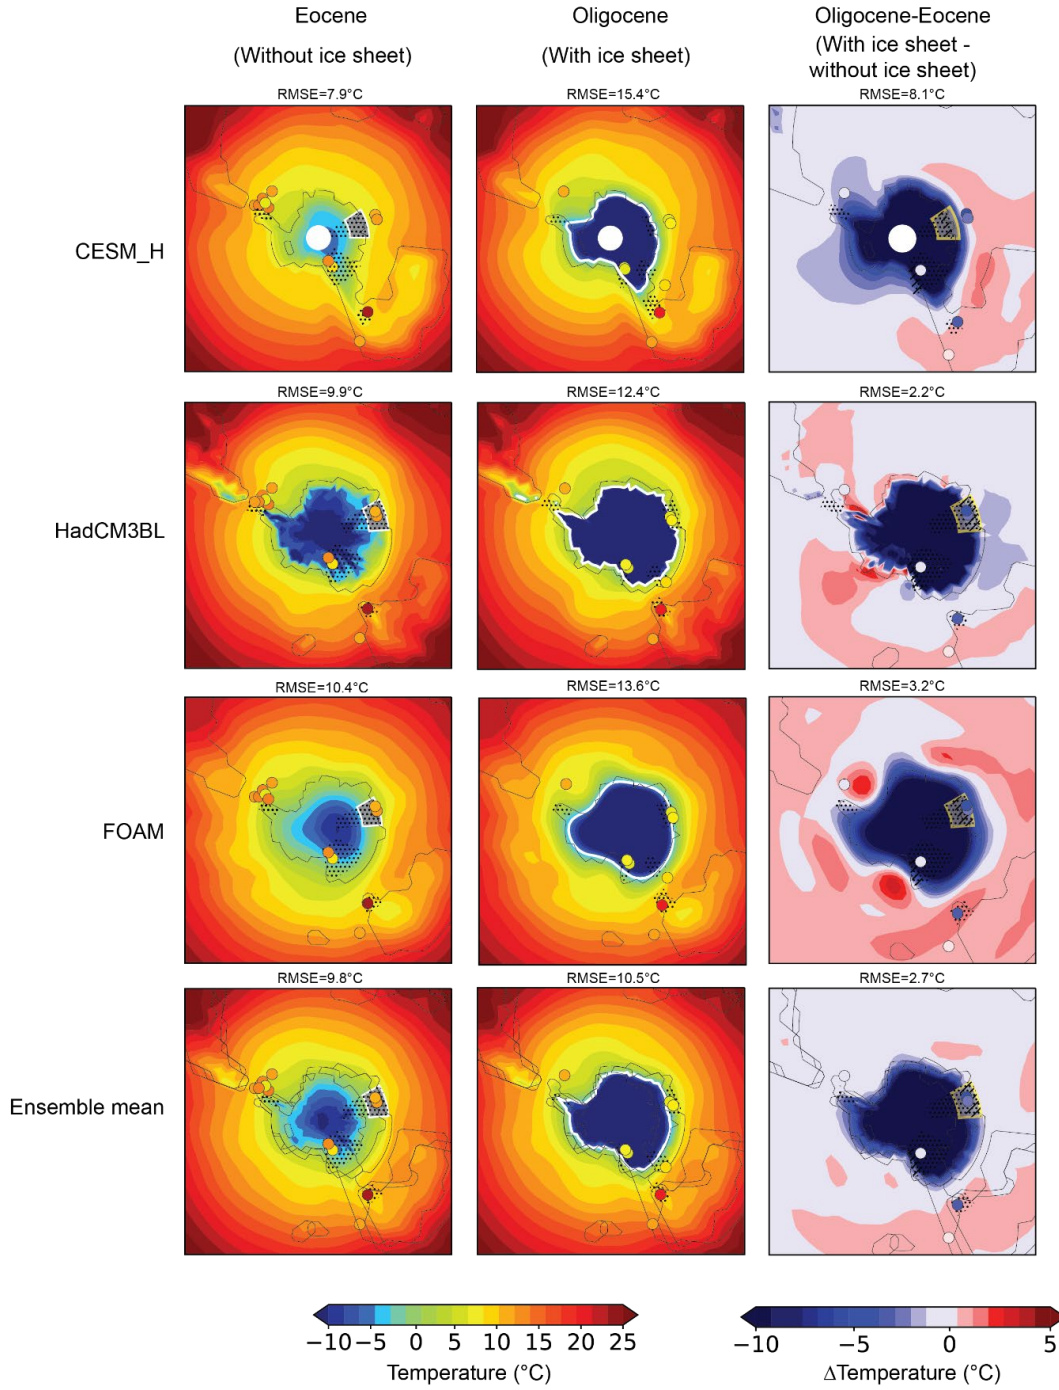 Eocene
(Without ice sheet)
Oligocene
(With ice sheet)
Oligocene-Eocene
(With ice sheet -
without ice sheet)
RMSE=7.9°C
RMSE=15.4°C
RMSE=8.1°C
CESM_H
RMSE=9.9°C
RMSE=12.4°C
RMSE=2.2°C
HadCM3BL
RMSE=10.4°C
RMSE=13.6°C
RMSE=3.2°C
FOAM
RMSE=9.8°C
RMSE=10.5°C
RMSE=2.7°C
Ensemble mean
−10 −5 0 5 10 15 20 25
Temperature (°C)
−10 −5 0 5
ΔTemperature (°C)